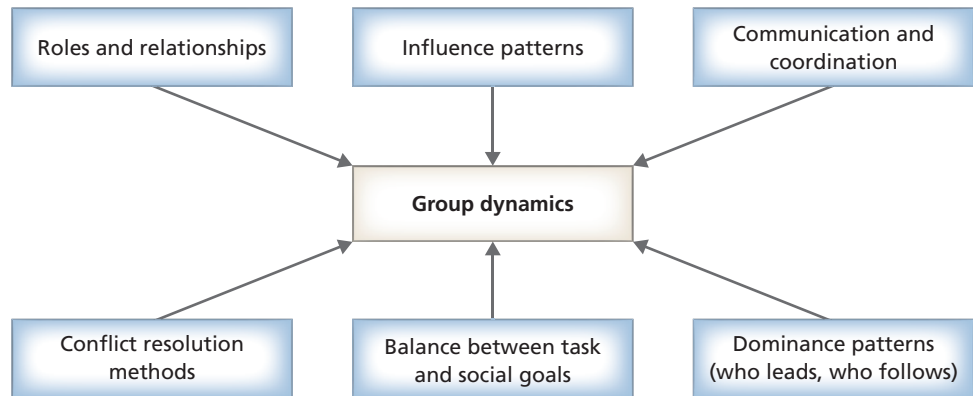 Roles and relationships
Influence patterns
Communication and
coordination
Group dynamics
Conflict resolution
methods
Balance between task
and social goals
Dominance patterns
(who leads, who follows)